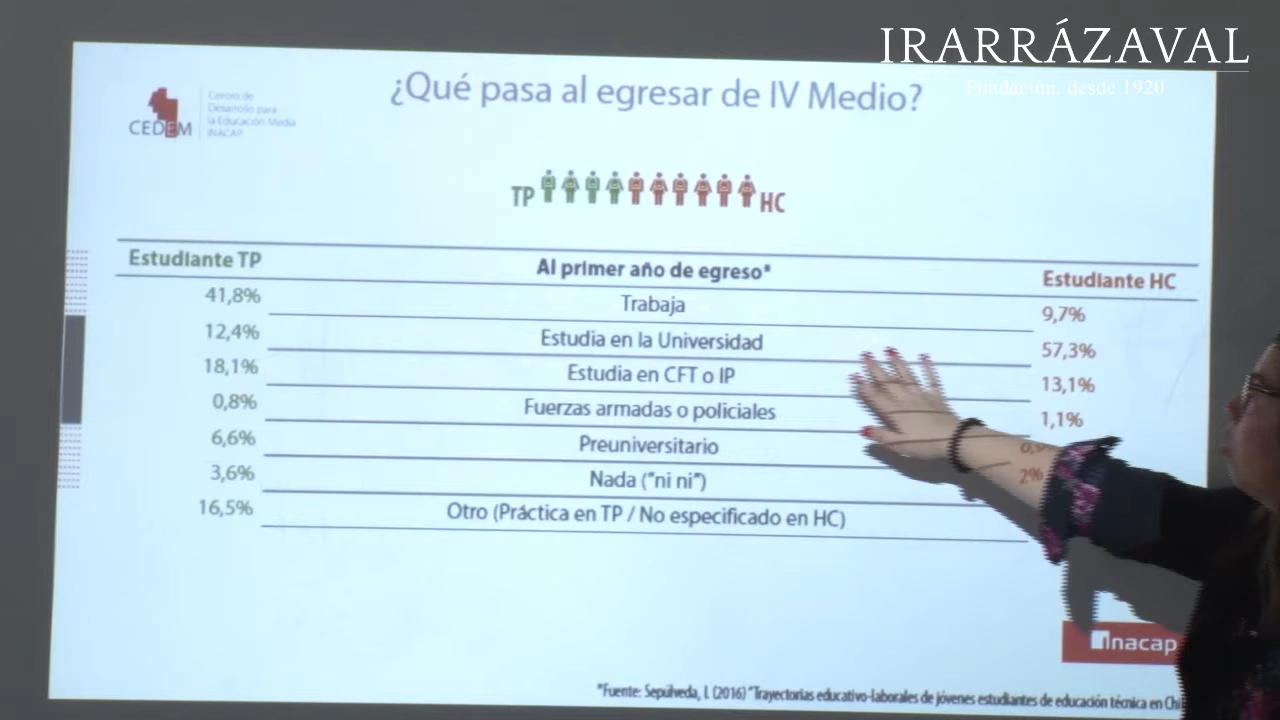 IRARRÁZAVAL
Fundación, desde 1920
CEDEM
Centro de
Desarrollo para
la Educación Media
INACAP
¿Qué pasa al egresar de IV Medio?
TP HC
Estudiante TP Al primer año de egreso* Estudiante HC
41,8% Trabaja 9,7%
12,4% Estudia en la Universidad 57,3%
18,1% Estudia en CFT o IP 13,1%
0,8% Fuerzas armadas o policiales 1,1%
6,6% Preuniversitario
3,6% Nada ("ni ni") 2%
16,5% Otro (Práctica en TP / No especificado en HC)
inacap
*Fuente: Sepúlveda, L (2016) "Trayectorias educativo-laborales de jóvenes estudiantes de educación técnica en